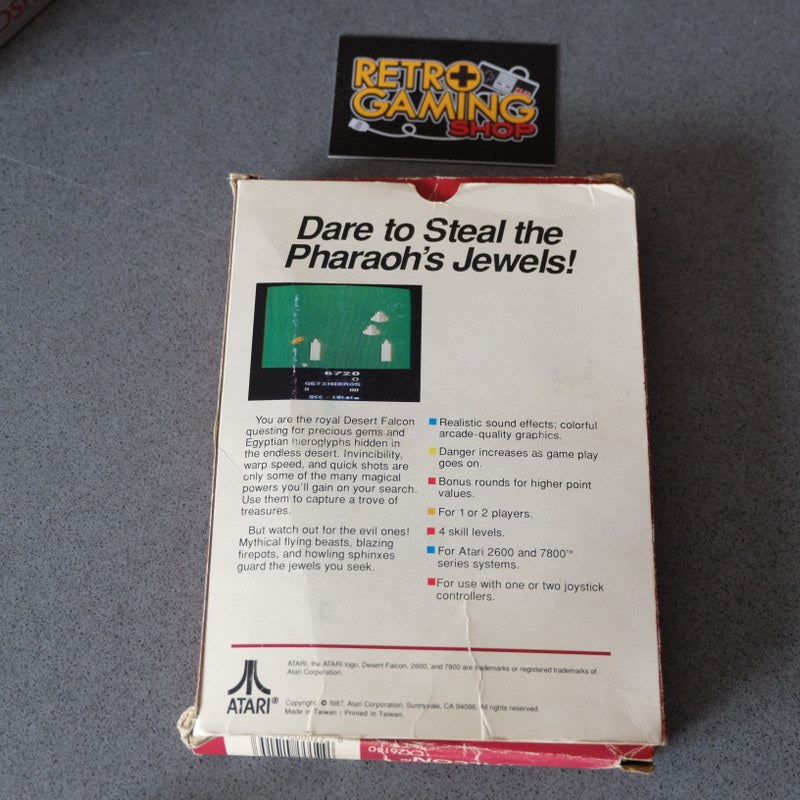 RETRO
GAMING
SHOP
Dare to Steal the
Pharaoh's Jewels!
6720
0
GET 2 HIEROS
You are the royal Desert Falcon
questing for precious gems and
Egyptian hieroglyphs hidden in
the endless desert. Invincibility,
warp speed, and quick shots are
only some of the many magical
powers you'll gain on your search.
Use them to capture a trove of
treasures.
But watch out for the evil ones!
Mythical flying beasts, blazing
firepots, and howling sphinxes
guard the jewels you seek.
Realistic sound effects; colorful
arcade-quality graphics.
Danger increases as game play
goes on.
Bonus rounds for higher point
values.
For 1 or 2 players.
4 skill levels.
For Atari 2600 and 7800™
series systems.
For use with one or two joystick
controllers.
ATARI, the ATARI logo, Desert Falcon, 2600, and 7800 are trademarks or registered trademarks of
Atari Corporation.
ATARI®
Copyright © 1987, Atari Corporation, Sunnyvale, CA 94086. All rights reserved.
Made in Taiwan / Printed in Taiwan.
CX26140